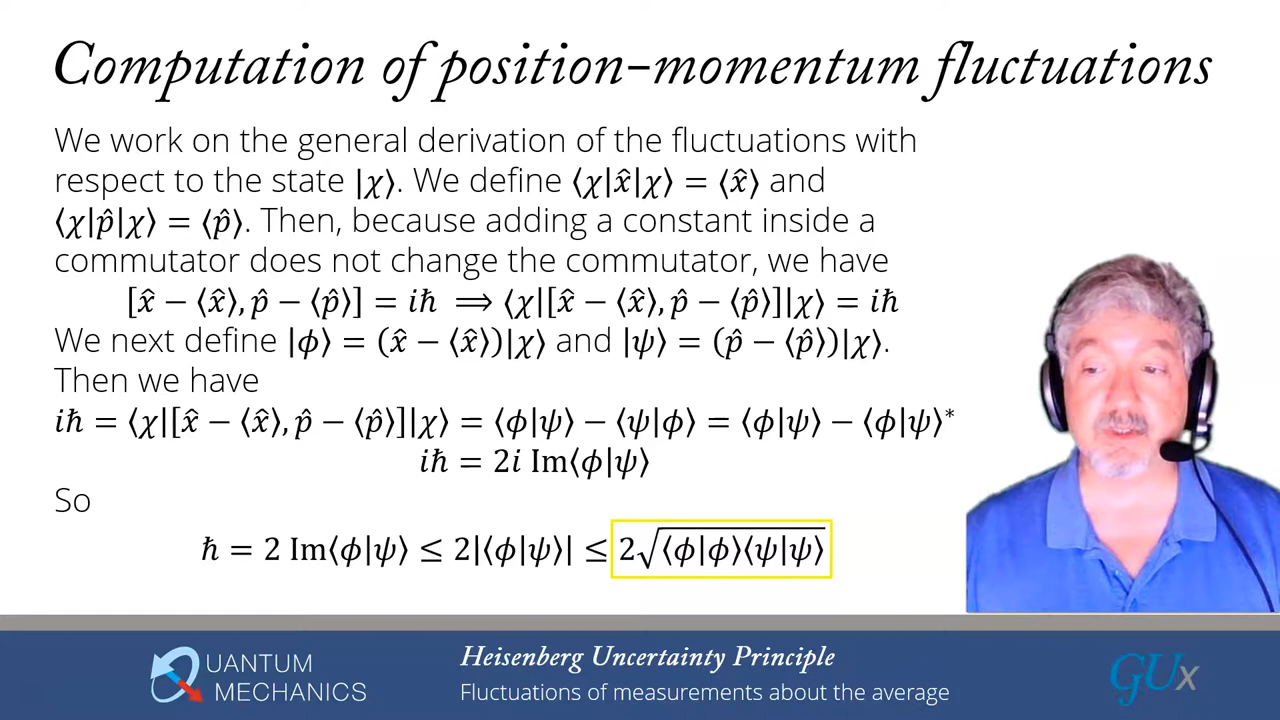 Computation of position–momentum fluctuations
We work on the general derivation of the fluctuations with
respect to the state |χ⟩. We define ⟨χ|x̂|χ⟩ = ⟨x̂⟩ and
⟨χ|p̂|χ⟩ = ⟨p̂⟩. Then, because adding a constant inside a
commutator does not change the commutator, we have
[x̂ − ⟨x̂⟩, p̂ − ⟨p̂⟩] = iℏ ⟹ ⟨χ|[x̂ − ⟨x̂⟩, p̂ − ⟨p̂⟩]|χ⟩ = iℏ
We next define |ϕ⟩ = (x̂ − ⟨x̂⟩)|χ⟩ and |ψ⟩ = (p̂ − ⟨p̂⟩)|χ⟩.
Then we have
iℏ = ⟨χ|[x̂ − ⟨x̂⟩, p̂ − ⟨p̂⟩]|χ⟩ = ⟨ϕ|ψ⟩ − ⟨ψ|ϕ⟩ = ⟨ϕ|ψ⟩ − ⟨ϕ|ψ⟩*
iℏ = 2i Im⟨ϕ|ψ⟩
So
ℏ = 2 Im⟨ϕ|ψ⟩ ≤ 2|⟨ϕ|ψ⟩| ≤ 2√⟨ϕ|ϕ⟩⟨ψ|ψ⟩
QUANTUM
MECHANICS
Heisenberg Uncertainty Principle
Fluctuations of measurements about the average
GUx